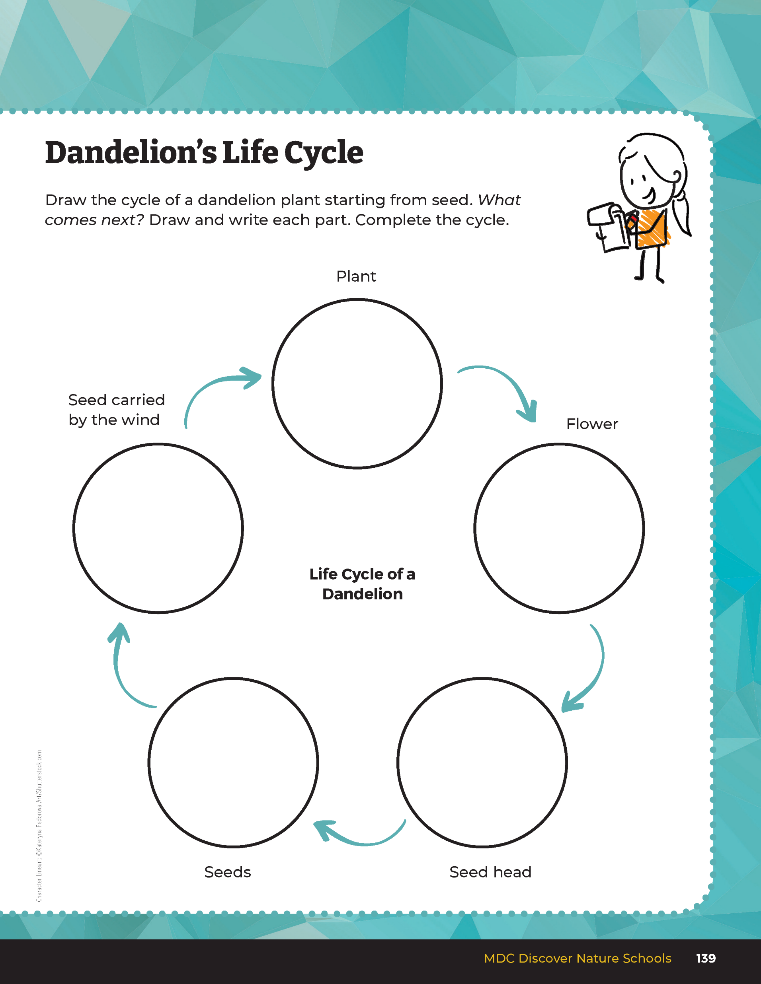 Dandelion's Life Cycle
Draw the cycle of a dandelion plant starting from seed. What
comes next? Draw and write each part. Complete the cycle.
Plant
Seed carried
by the wind
Flower
Life Cycle of a
Dandelion
Seeds
Seed head
MDC Discover Nature Schools 139